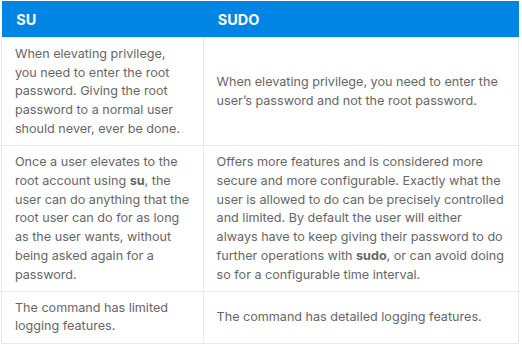 SU
SUDO
When elevating privilege,
you need to enter the root
password. Giving the root
password to a normal user
should never, ever be done.
When elevating privilege, you need to enter the
user's password and not the root password.
Once a user elevates to the
root account using su, the
user can do anything that the
root user can do for as long
as the user wants, without
being asked again for a
password.
Offers more features and is considered more
secure and more configurable. Exactly what the
user is allowed to do can be precisely controlled
and limited. By default the user will either
always have to keep giving their password to do
further operations with sudo, or can avoid doing
so for a configurable time interval.
The command has limited
logging features.
The command has detailed logging features.